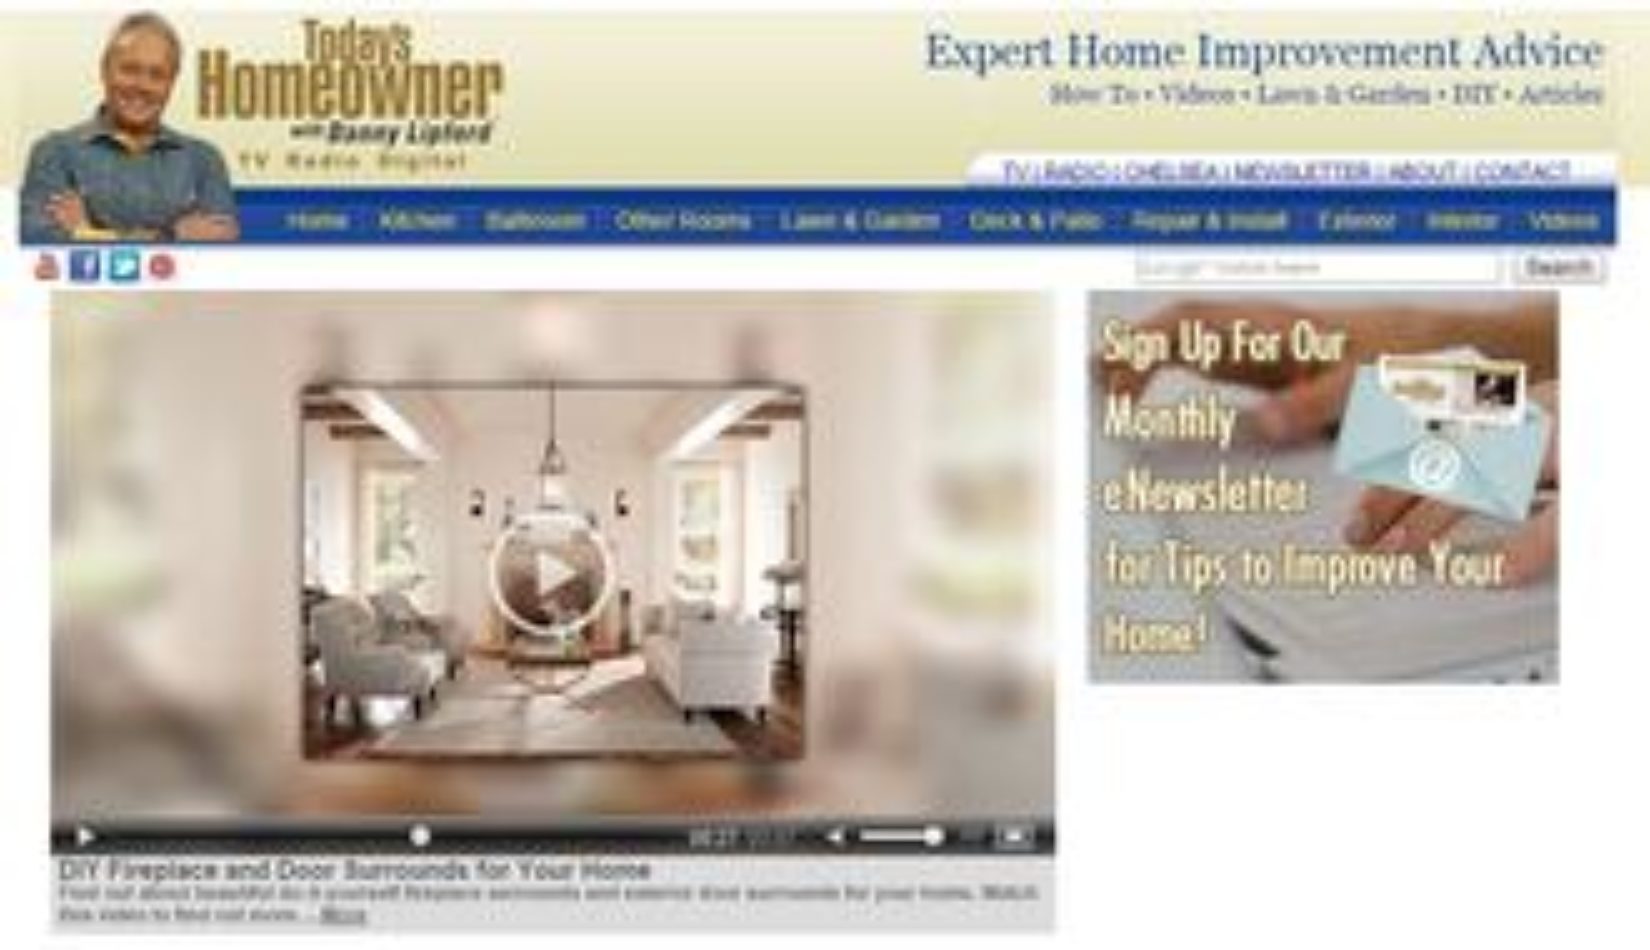 Today's
Homeowner
with Danny Lipford
TV Radio Digital
Expert Home Improvement Advice
How To • Videos • Lawn & Garden • DIY • Articles
TV | RADIO | CHELSEA | NEWSLETTER | ABOUT | CONTACT
Home Kitchen Bathroom Other Rooms Lawn & Garden Deck & Patio Repair & Install Exterior Interior Videos
Search
Sign Up For Our
Monthly
eNewsletter
for Tips to Improve Your
Home!
@
DIY Fireplace and Door Surrounds for Your Home
Find out about beautiful do-it-yourself fireplace surrounds and exterior door surrounds for your home. Watch
this video to find out more... More